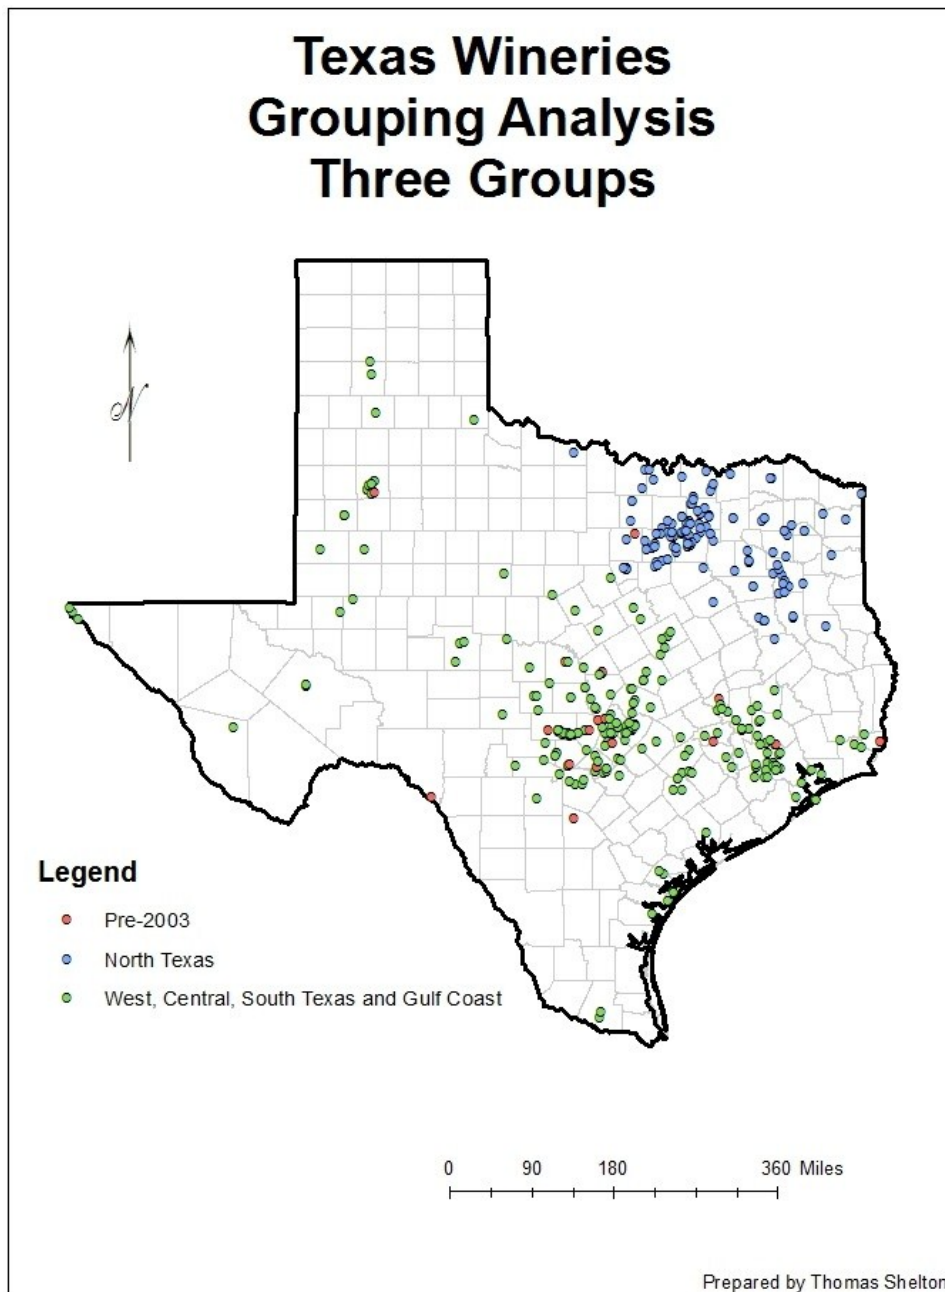 Texas Wineries
Grouping Analysis
Three Groups
N
Legend
Pre-2003
North Texas
West, Central, South Texas and Gulf Coast
0 90 180 360 Miles
Prepared by Thomas Shelton